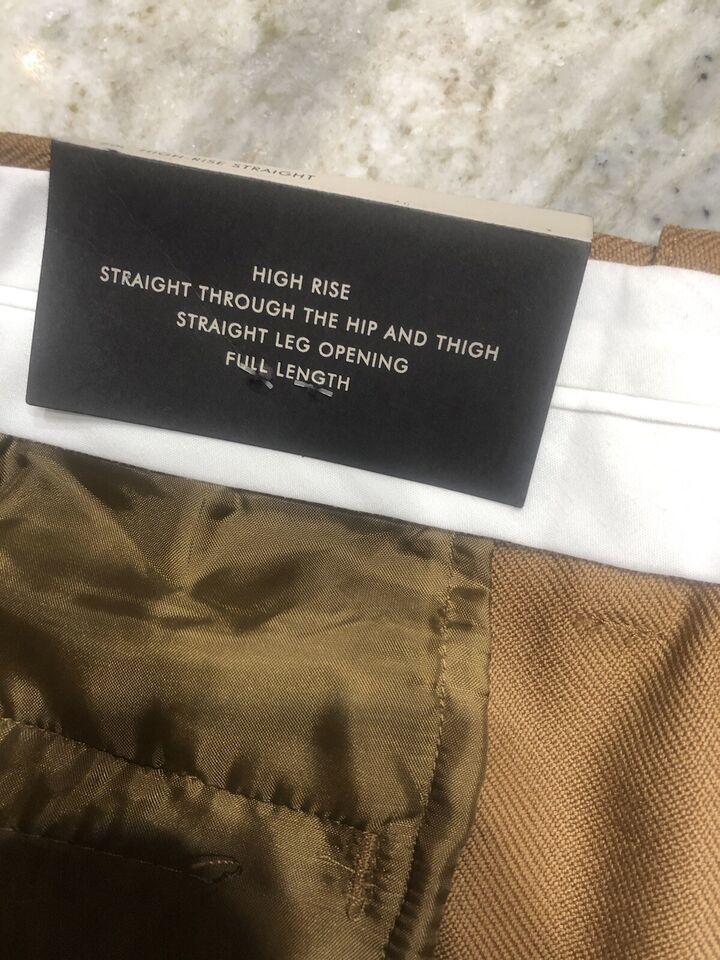 HIGH-RISE STRAIGHT
HIGH RISE
STRAIGHT THROUGH THE HIP AND THIGH
STRAIGHT LEG OPENING
FULL LENGTH